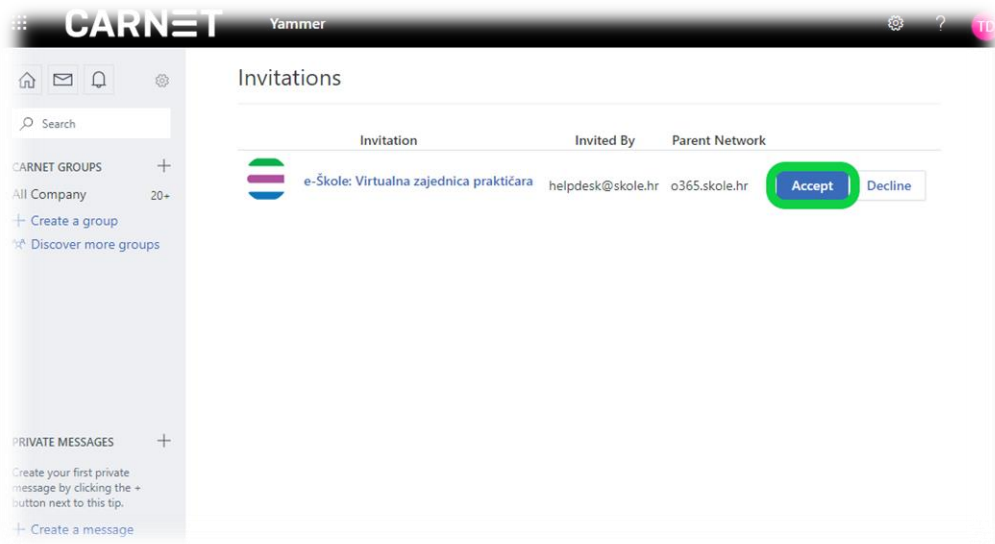 CARNET
Yammer
?
TD
Search
CARNET GROUPS
All Company 20+
Create a group
Discover more groups
PRIVATE MESSAGES
Create your first private
message by clicking the +
button next to this tip.
Create a message
Invitations
Invitation Invited By Parent Network
e-Škole: Virtualna zajednica praktičara helpdesk@skole.hr o365.skole.hr Accept Decline